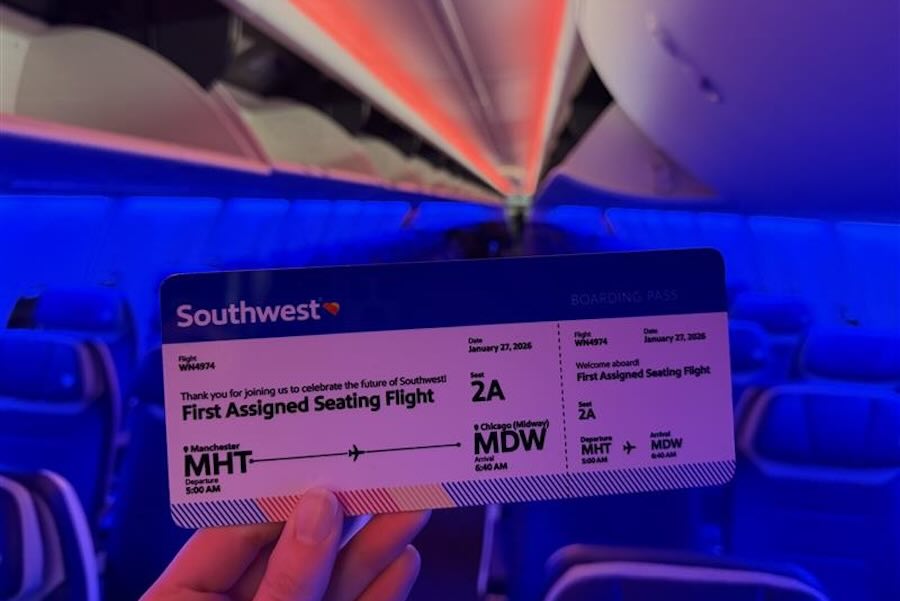 Southwest
BOARDING PASS
Flight
WN4974
Date
January 27, 2026
Thank you for joining us to celebrate the future of Southwest!
First Assigned Seating Flight
Seat
2A
Manchester
MHT
Departure
5:00 AM
Chicago (Midway)
MDW
Arrival
6:40 AM
Flight
WN4974
Date
January 27, 2026
Welcome aboard!
First Assigned Seating Flight
Seat
2A
Departure
MHT
5:00 AM
Arrival
MDW
6:40 AM